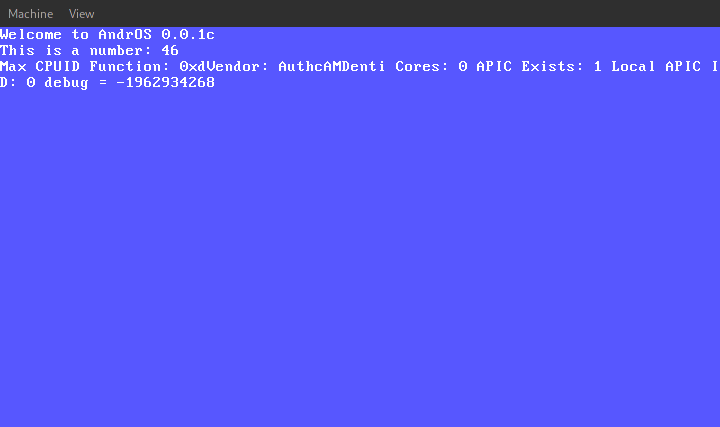 Machine View
Welcome to AndrOS 0.0.1c
This is a number: 46
Max CPUID Function: 0xdVendor: AuthcAMDenti Cores: 0 APIC Exists: 1 Local APIC I
D: 0 debug = -1962934268